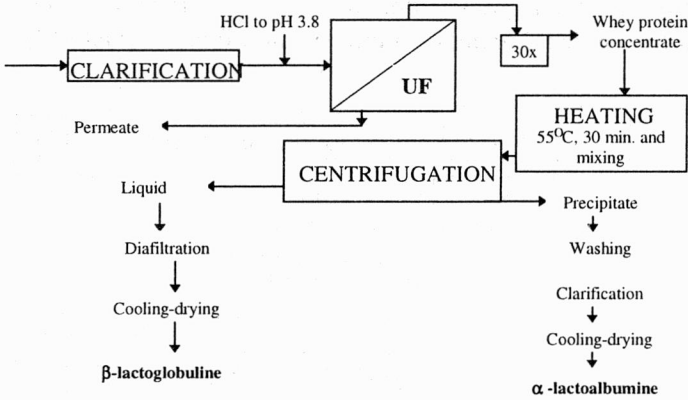 HCl to pH 3.8
CLARIFICATION
UF
30x
Whey protein
concentrate
HEATING
55⁰C, 30 min. and
mixing
Permeate
CENTRIFUGATION
Liquid
Precipitate
Diafiltration
Washing
Clarification
Cooling-drying
Cooling-drying
β-lactoglobuline
α -lactoalbumine